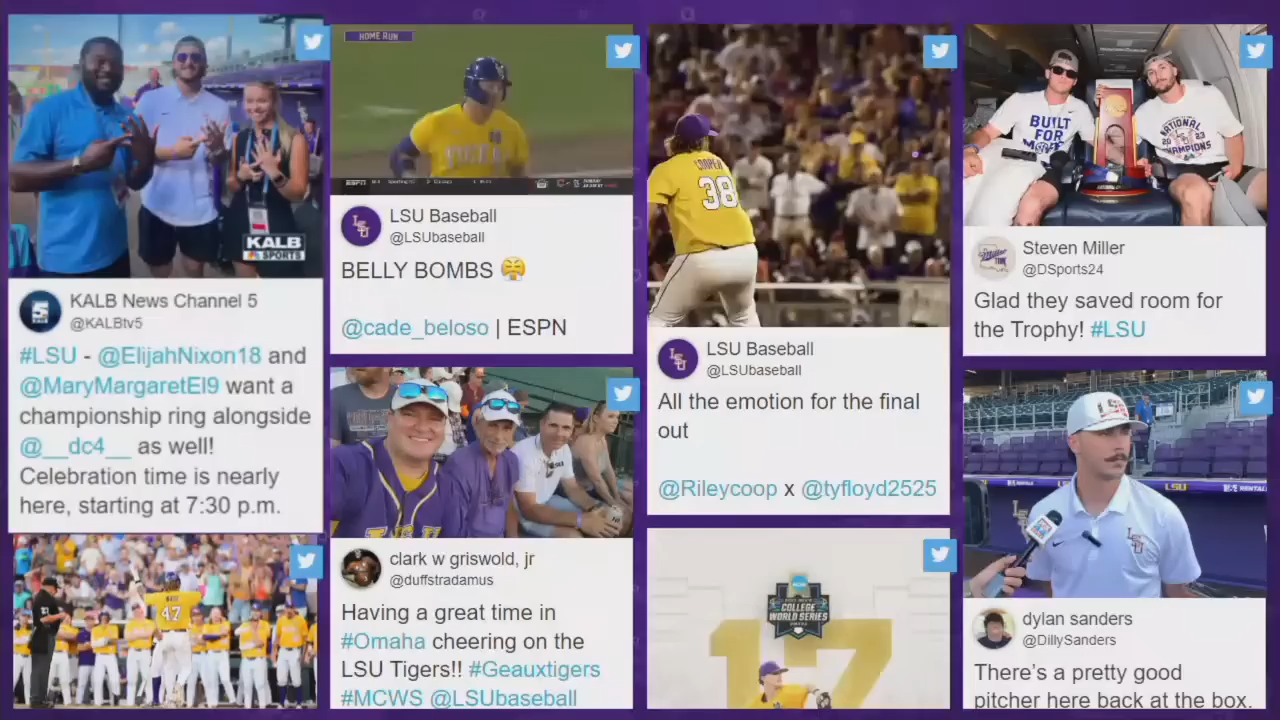 KALB
SPORTS
KALB News Channel 5
@KALBtv5
#LSU - @ElijahNixon18 and
@MaryMargaretEl9 want a
championship ring alongside
@__dc4__ as well!
Celebration time is nearly
here, starting at 7:30 p.m.
47
HOME RUN
TIGERS
ESPN
LSU Baseball
@LSUbaseball
BELLY BOMBS 😤
@cade_beloso | ESPN
clark w griswold, jr
@duffstradamus
Having a great time in
#Omaha cheering on the
LSU Tigers!! #Geauxtigers
#MCWS @LSUbaseball
COOPER
38
LSU Baseball
@LSUbaseball
All the emotion for the final
out
@Rileycoop x @tyfloyd2525
COLLEGE
WORLD SERIES
17
BUILT
FOR
NATIONAL
CHAMPIONS
Steven Miller
@DSports24
Glad they saved room for
the Trophy! #LSU
LSU
LSU
dylan sanders
@DillySanders
There's a pretty good
pitcher here back at the box.